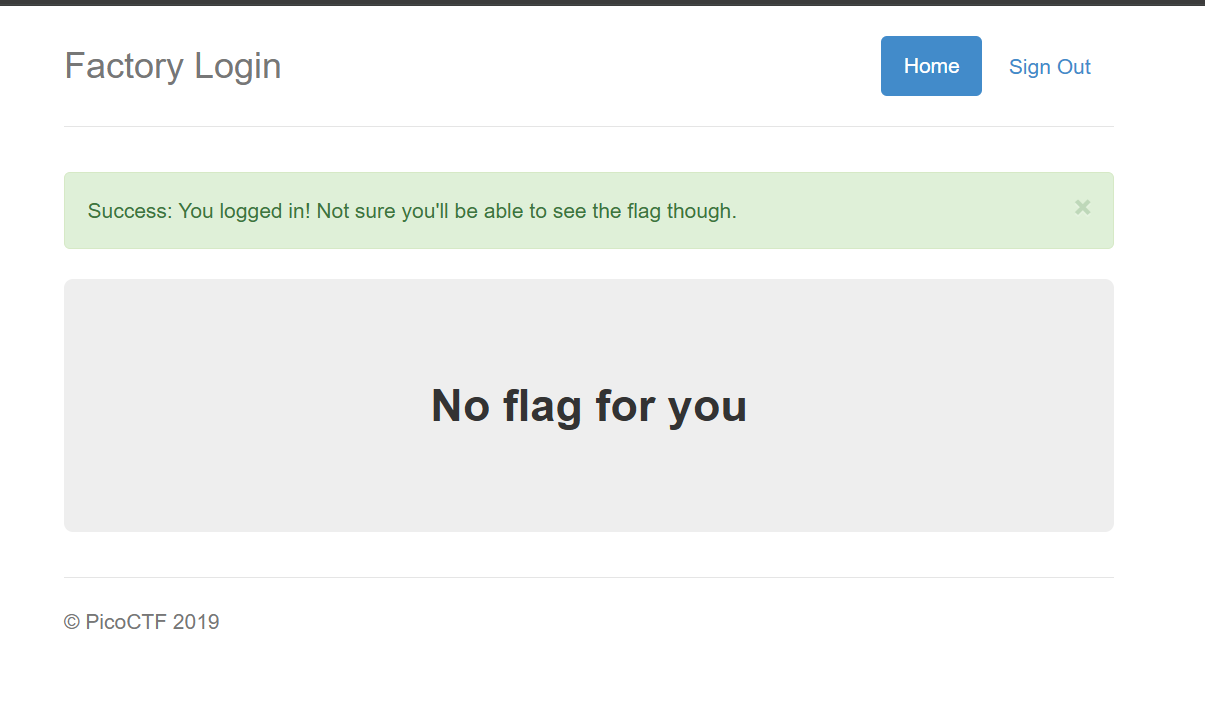 Factory Login
Home
Sign Out
Success: You logged in! Not sure you'll be able to see the flag though.
×
No flag for you
© PicoCTF 2019